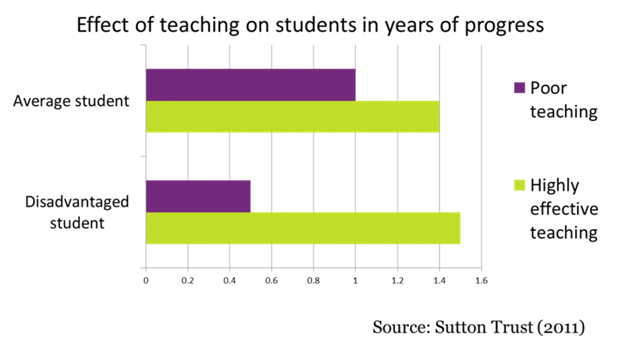 Effect of teaching on students in years of progress
Average student
Disadvantaged
student
0 0.2 0.4 0.6 0.8 1 1.2 1.4 1.6
Poor
teaching
Highly
effective
teaching
Source: Sutton Trust (2011)